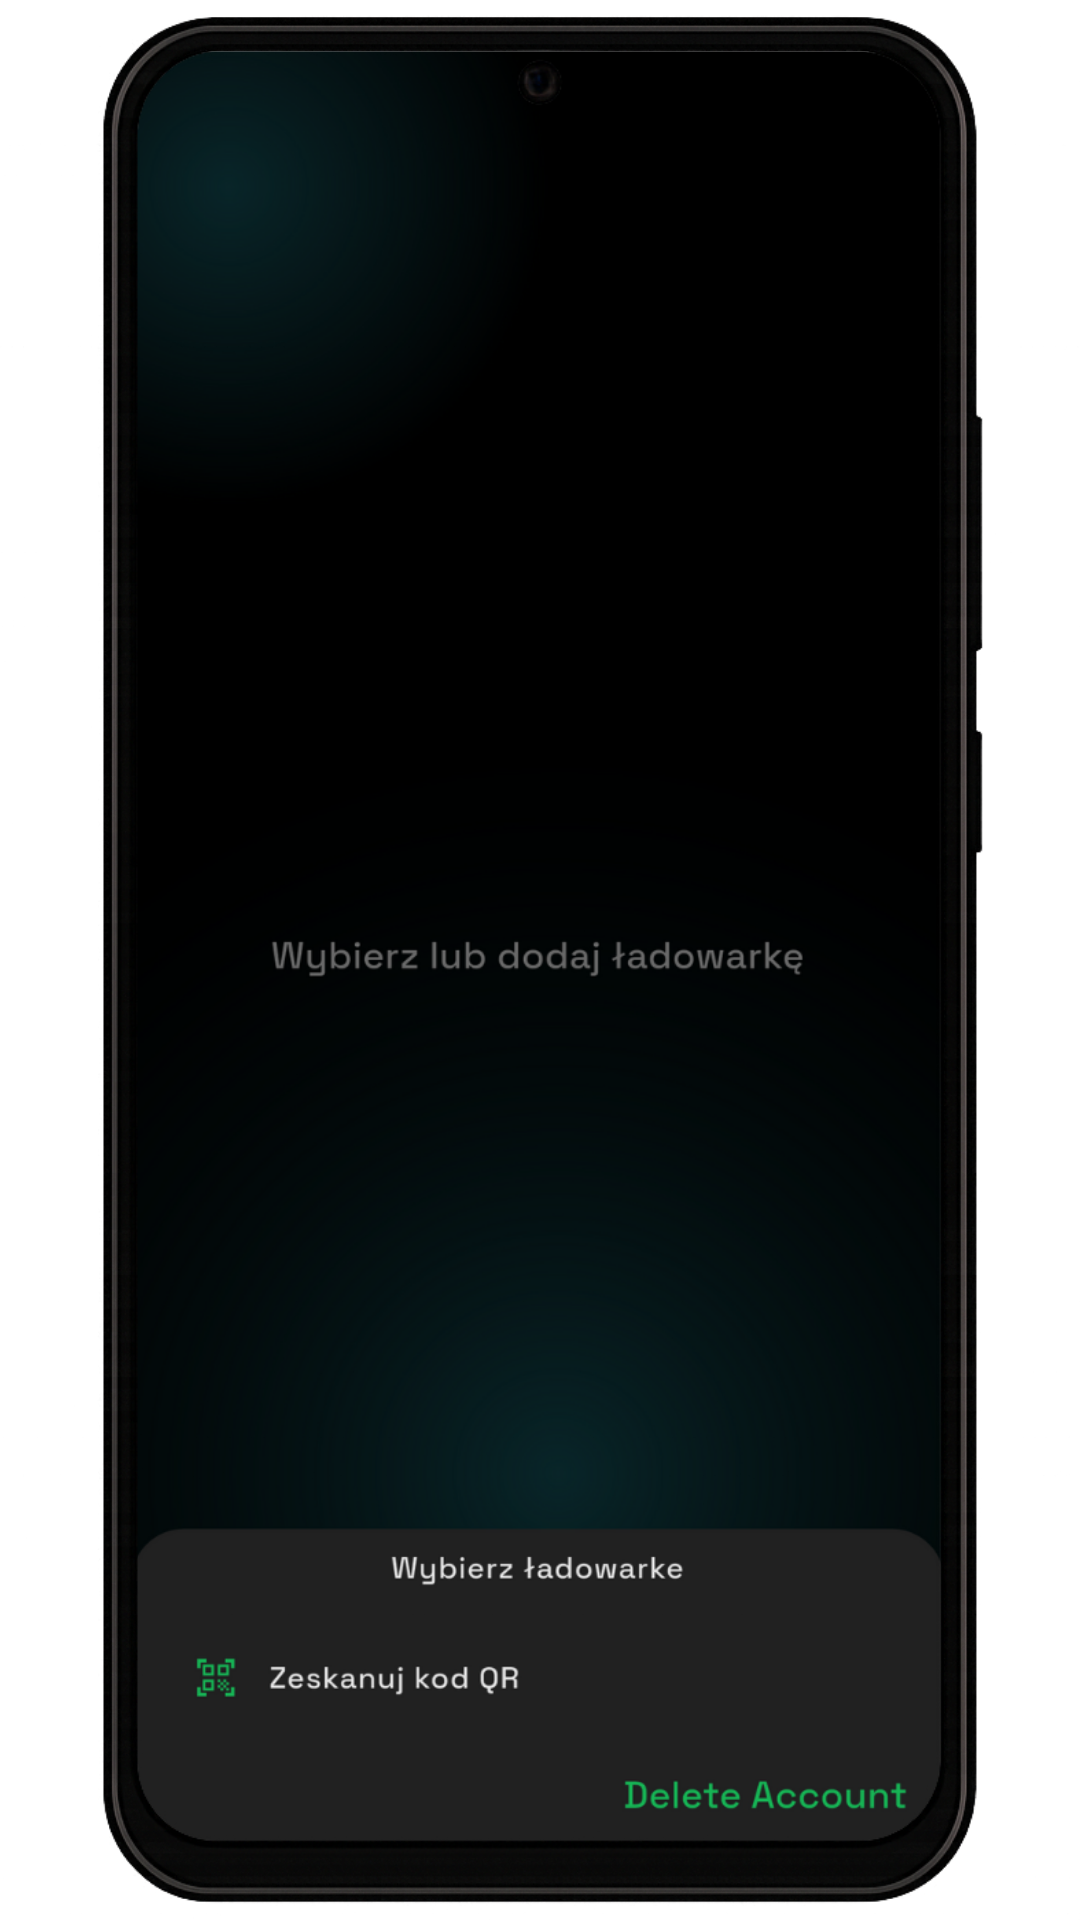 Wybierz lub dodaj ładowarkę
Wybierz ładowarke
Zeskanuj kod QR
Delete Account